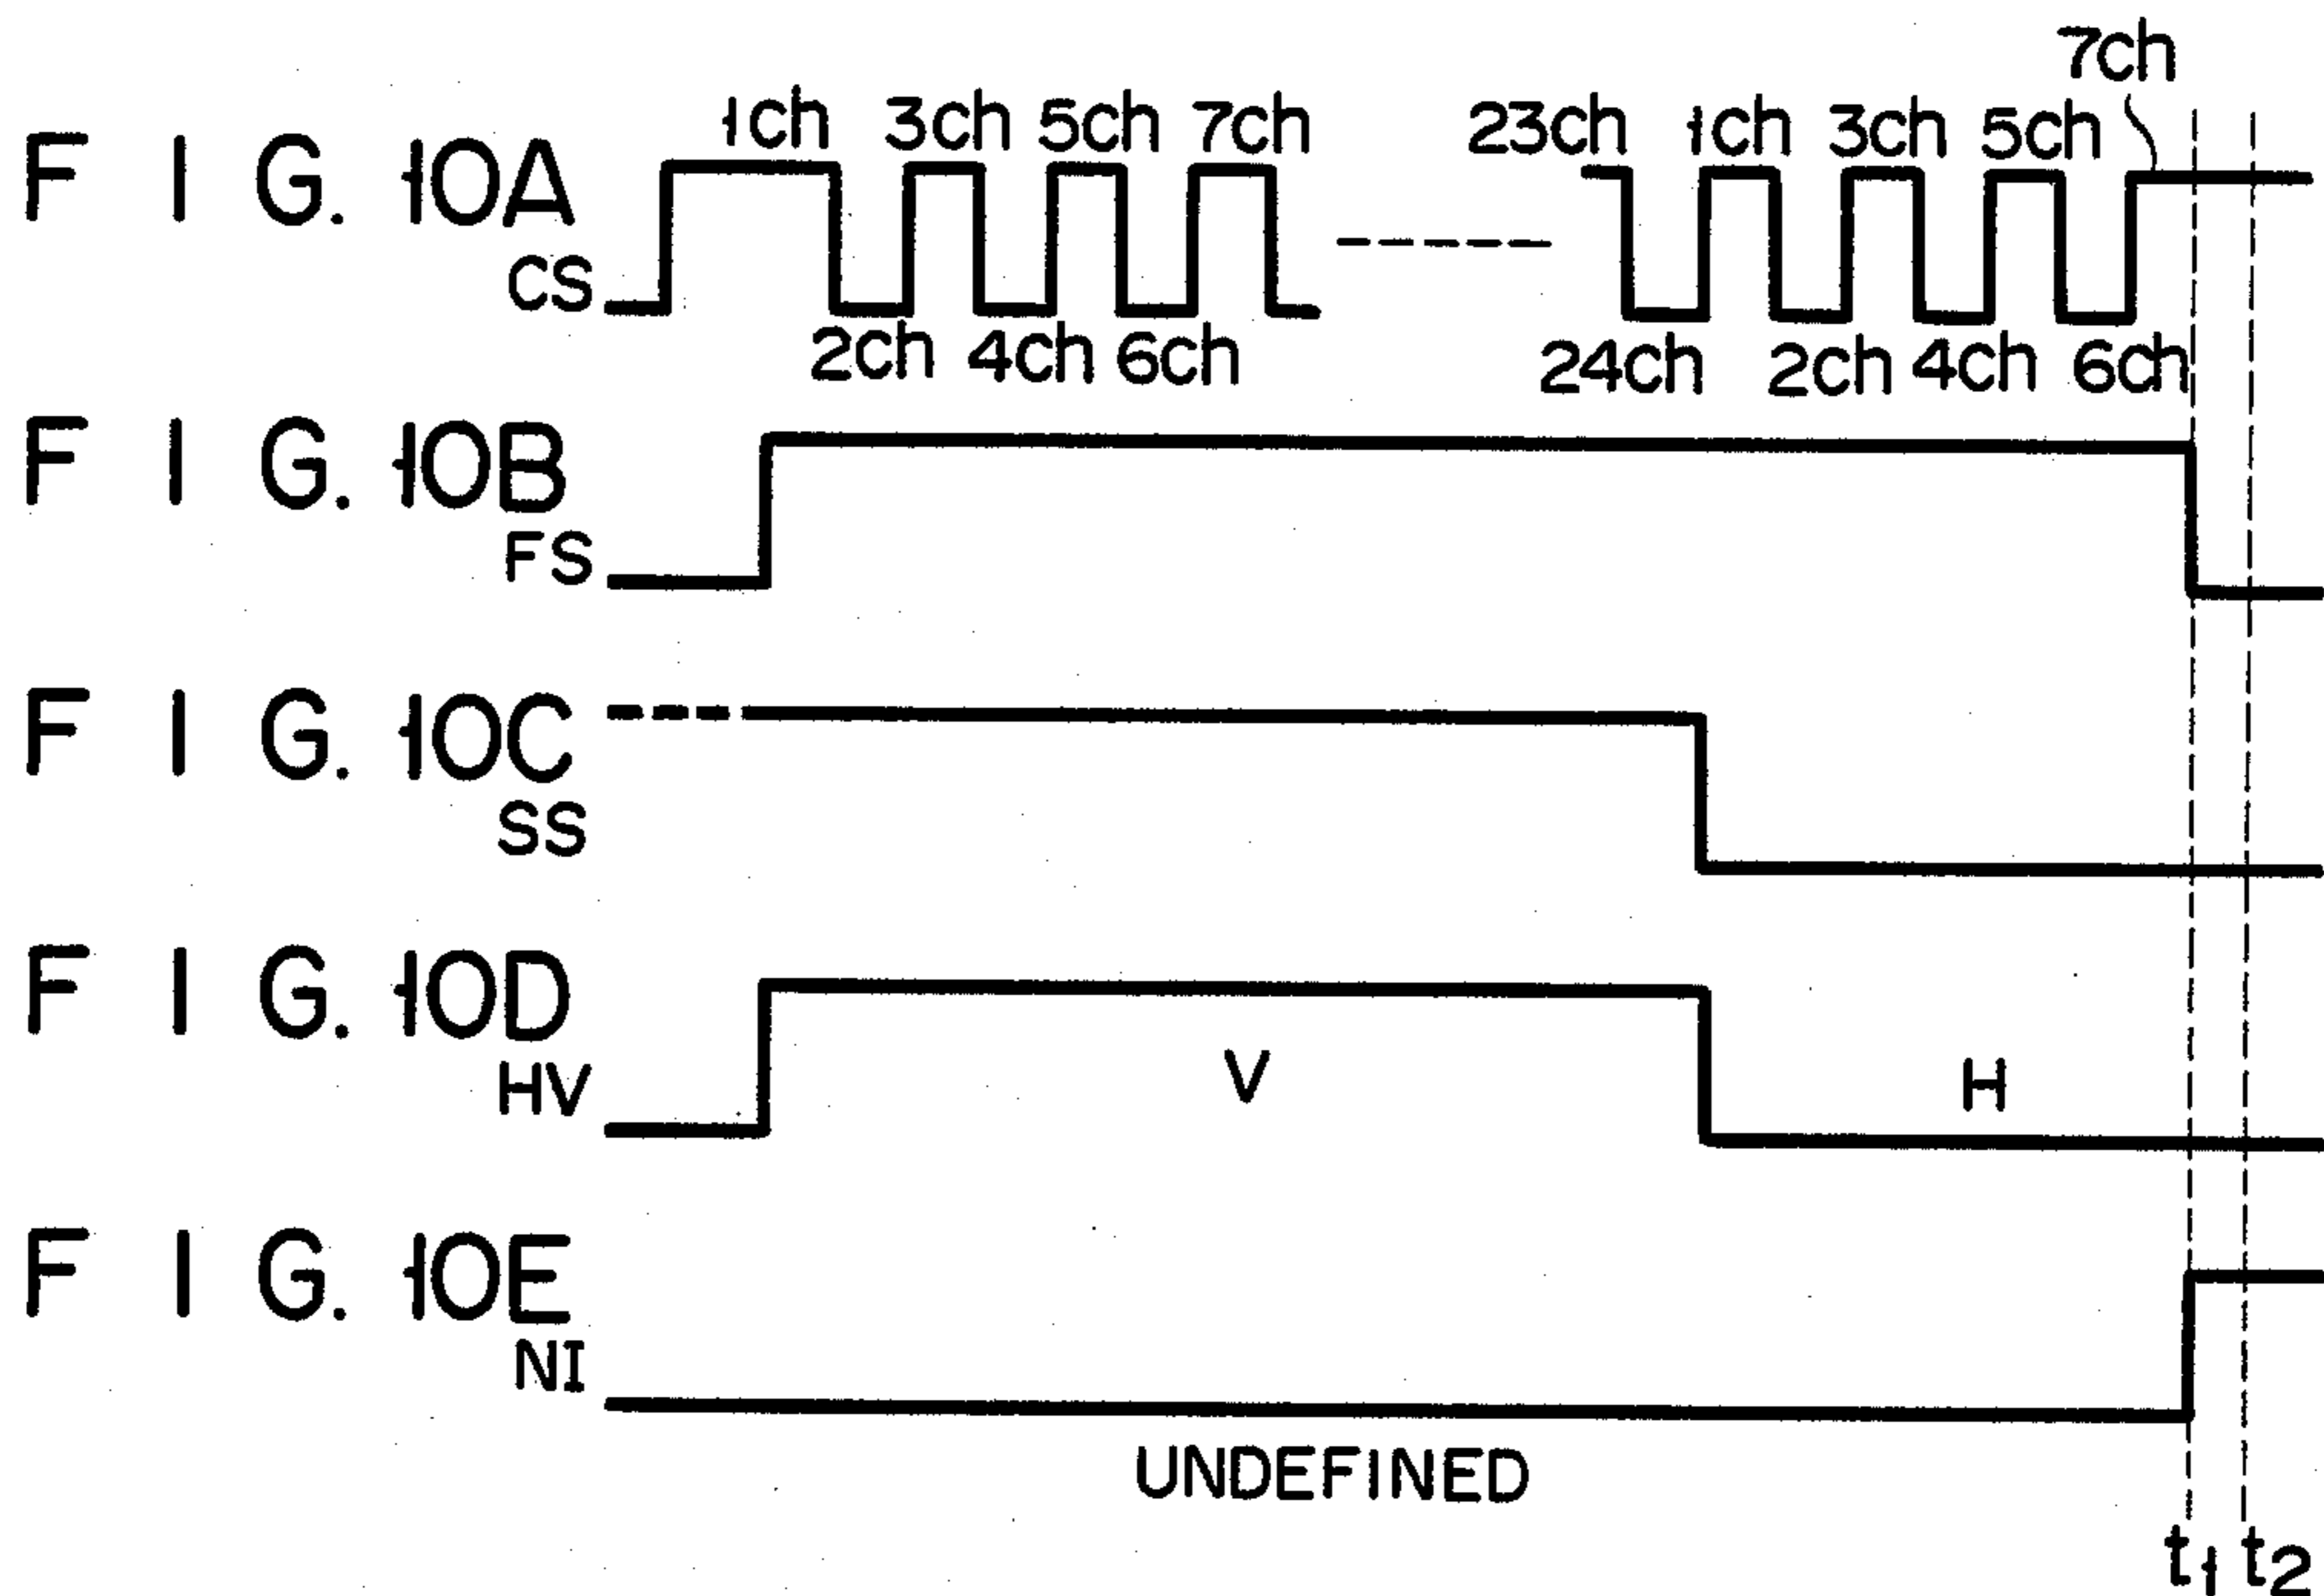 7ch
1ch 3ch 5ch 7ch 23ch 1ch 3ch 5ch
FIG. 10A
CS
2ch 4ch 6ch 24ch 2ch 4ch 6ch
FIG. 10B
FS
FIG. 10C
SS
FIG. 10D
HV V H
FIG. 10E
NI
UNDEFINED
t1 t2